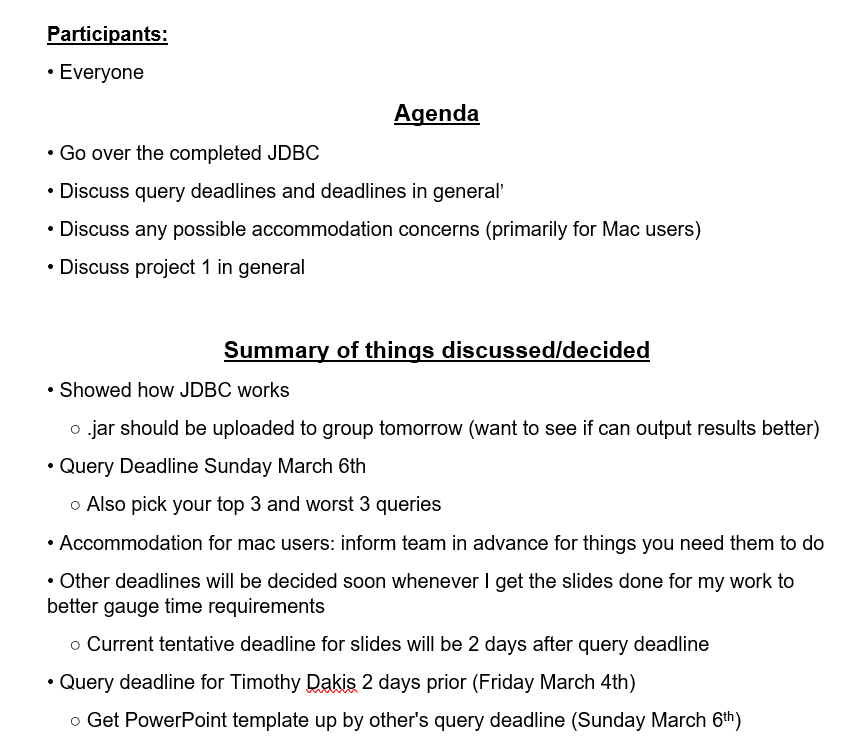 Participants:
• Everyone
Agenda
• Go over the completed JDBC
• Discuss query deadlines and deadlines in general’
• Discuss any possible accommodation concerns (primarily for Mac users)
• Discuss project 1 in general
Summary of things discussed/decided
• Showed how JDBC works
○ .jar should be uploaded to group tomorrow (want to see if can output results better)
• Query Deadline Sunday March 6th
○ Also pick your top 3 and worst 3 queries
• Accommodation for mac users: inform team in advance for things you need them to do
• Other deadlines will be decided soon whenever I get the slides done for my work to
better gauge time requirements
○ Current tentative deadline for slides will be 2 days after query deadline
• Query deadline for Timothy Dakis 2 days prior (Friday March 4th)
○ Get PowerPoint template up by other's query deadline (Sunday March 6th)